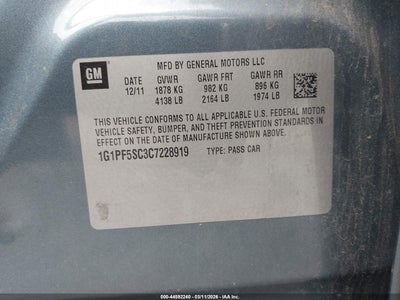 GM
MFD BY GENERAL MOTORS LLC
DATE GVWR GAWR FRT GAWR RR
12/11 1878 KG 982 KG 896 KG
4138 LB 2164 LB 1974 LB
THIS VEHICLE CONFORMS TO ALL APPLICABLE U.S. FEDERAL MOTOR
VEHICLE SAFETY, BUMPER, AND THEFT PREVENTION STANDARDS IN
EFFECT ON THE DATE OF MANUFACTURE SHOWN ABOVE.
1G1PF5SC3C7228919 TYPE: PASS CAR
000-44592240 - 03/11/2026 - IAA, Inc.